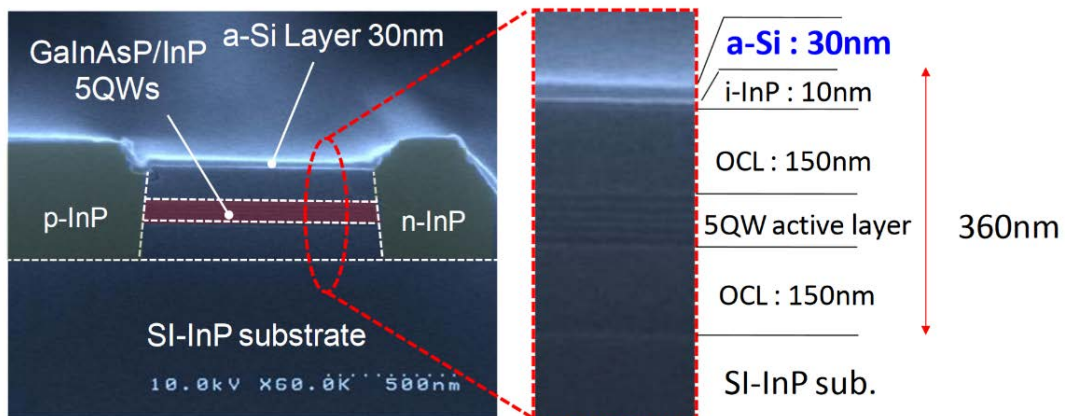 GaInAsP/InP
5QWs
a-Si Layer 30nm
p-InP
n-InP
SI-InP substrate
10.0kV X60.0K 500nm
a-Si : 30nm
i-InP : 10nm
OCL : 150nm
5QW active layer
OCL : 150nm
SI-InP sub.
360nm